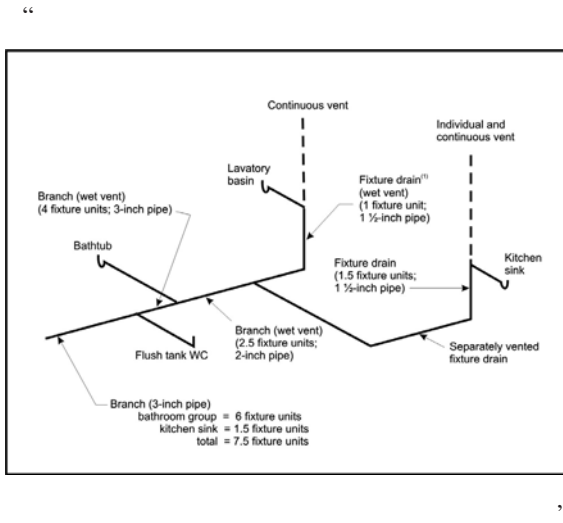 “
Continuous vent
Individual and
continuous vent
Lavatory
basin
Fixture drain⁽¹⁾
(wet vent)
(1 fixture unit;
1 ½-inch pipe)
Branch (wet vent)
(4 fixture units; 3-inch pipe)
Bathtub
Fixture drain
(1.5 fixture units;
1 ½-inch pipe)
Kitchen
sink
Branch (wet vent)
(2.5 fixture units;
2-inch pipe)
Flush tank WC
Separately vented
fixture drain
Branch (3-inch pipe)
bathroom group = 6 fixture units
kitchen sink = 1.5 fixture units
total = 7.5 fixture units
,